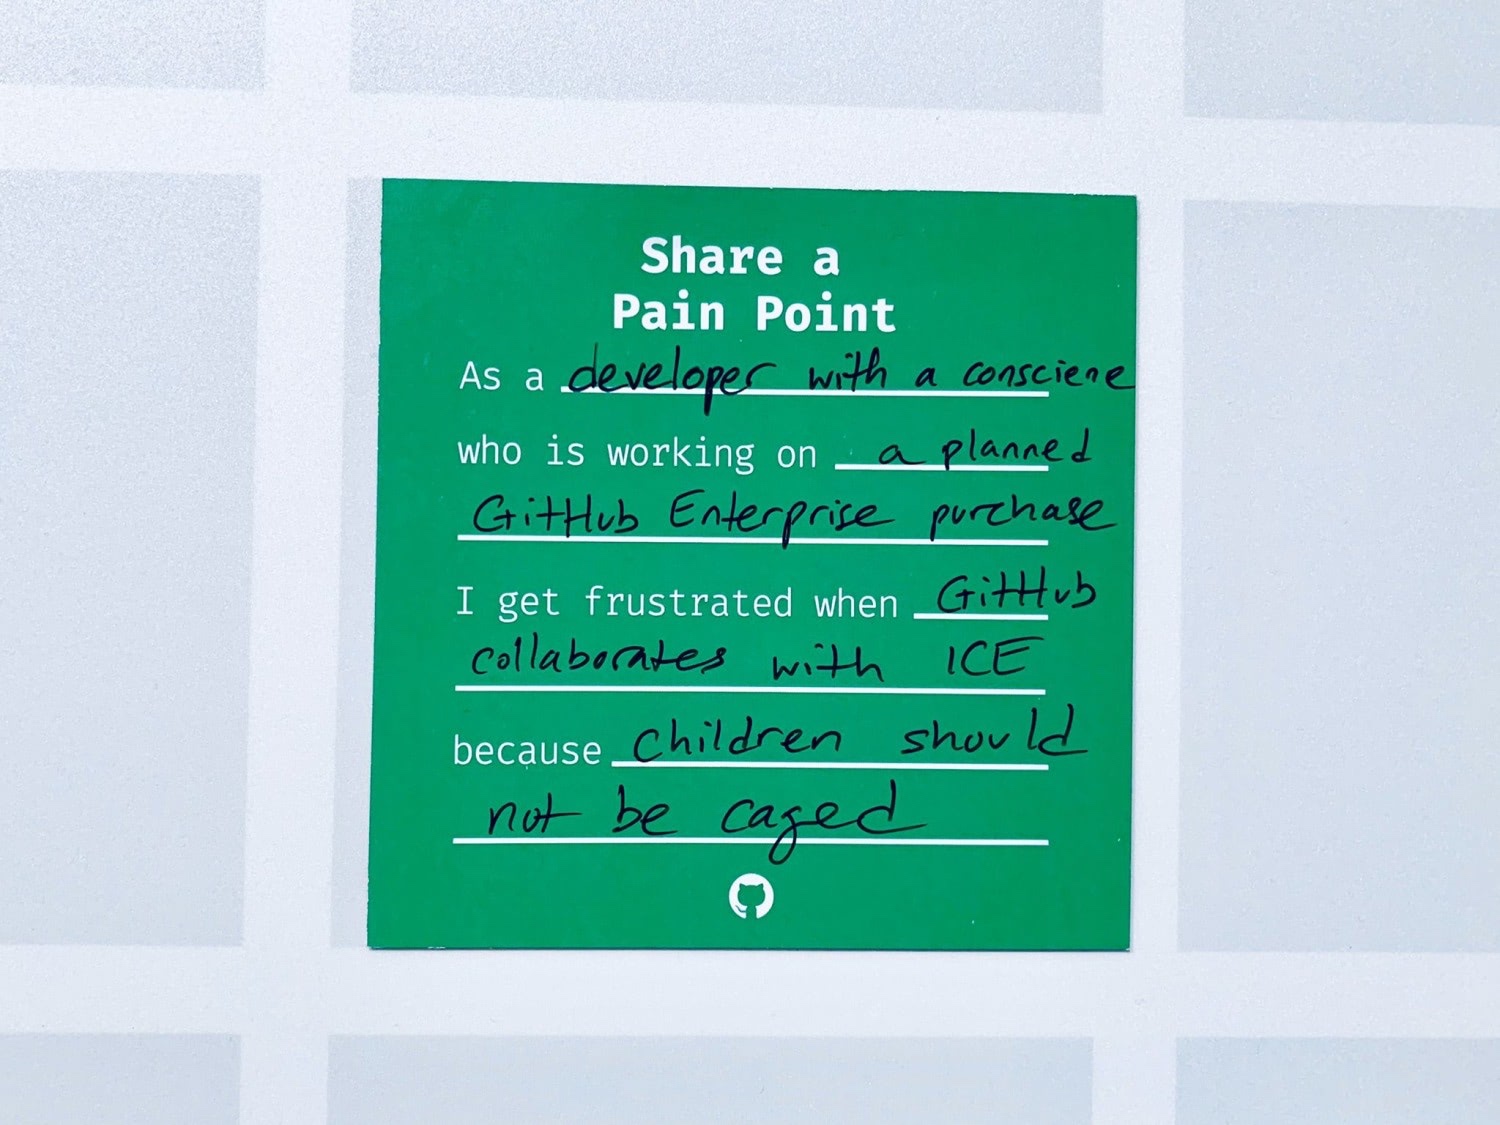 Share a
Pain Point
As a developer with a consciene
who is working on a planned
GitHub Enterprise purchase
I get frustrated when GitHub
collaborates with ICE
because children should
not be caged